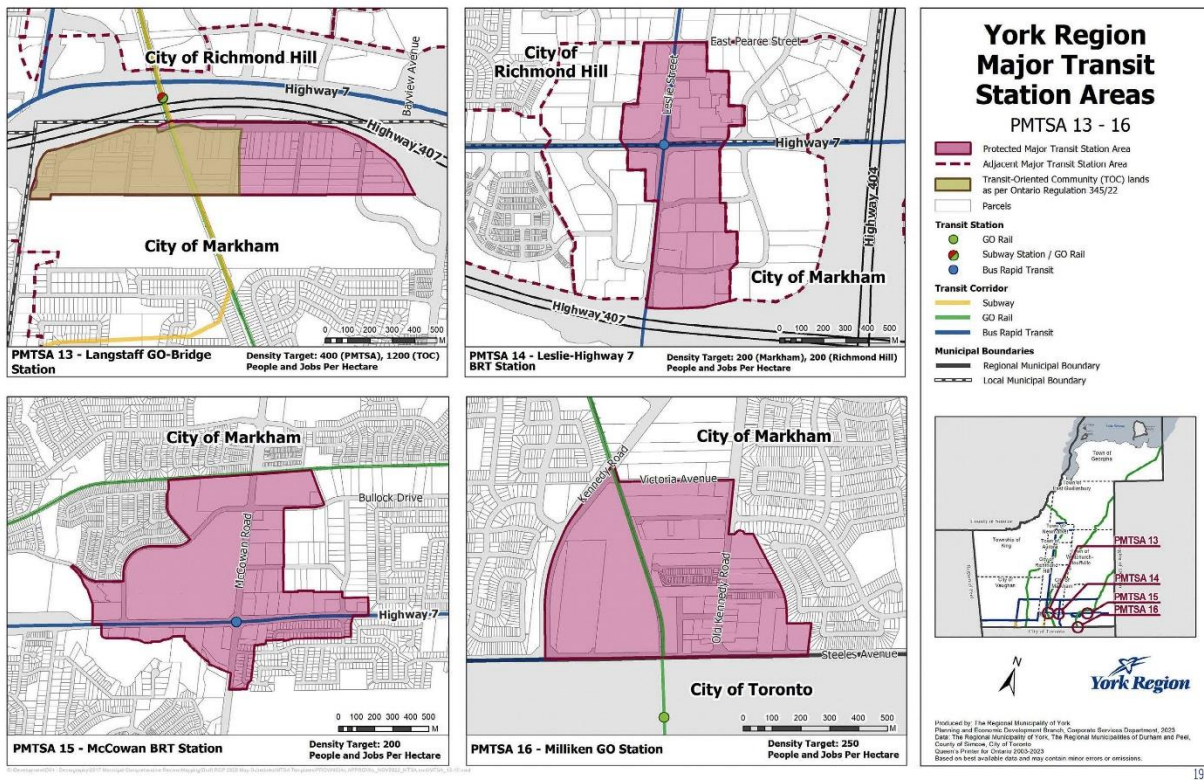 City of Richmond Hill
Bayview Avenue
Highway 7
Highway 407
City of Markham
0 100 200 300 400 500
M
PMTSA 13 - Langstaff GO-Bridge
Station
Density Target: 400 (PMTSA), 1200 (TOC)
People and Jobs Per Hectare
East Pearce Street
City of
Richmond Hill
Leslie Street
Highway 7
Highway 404
City of Markham
Highway 407
0 100 200 300 400 500
M
PMTSA 14 - Leslie-Highway 7
BRT Station
Density Target: 200 (Markham), 200 (Richmond Hill)
People and Jobs Per Hectare
City of Markham
Bullock Drive
McCowan Road
Highway 7
0 100 200 300 400 500
M
PMTSA 15 - McCowan BRT Station
Density Target: 200
People and Jobs Per Hectare
City of Markham
Kennedy Road
Victoria Avenue
Old Kennedy Road
Steeles Avenue
City of Toronto
0 100 200 300 400 500
M
PMTSA 16 - Milliken GO Station
Density Target: 250
People and Jobs Per Hectare
York Region
Major Transit
Station Areas
PMTSA 13 - 16
Protected Major Transit Station Area
Adjacent Major Transit Station Area
Transit-Oriented Community (TOC) lands
as per Ontario Regulation 345/22
Parcels
Transit Station
GO Rail
Subway Station / GO Rail
Bus Rapid Transit
Transit Corridor
Subway
GO Rail
Bus Rapid Transit
Municipal Boundaries
Regional Municipal Boundary
Local Municipal Boundary
Town of
Georgina
Township of
King
City of
Vaughan
PMTSA 13
PMTSA 14
PMTSA 15
PMTSA 16
City of Toronto
N
York Region
Produced by: The Regional Municipality of York
Planning and Economic Development Branch, Corporate Services Department, 2023
Data: The Regional Municipality of York, The Regional Municipalities of Durham and Peel,
County of Simcoe, City of Toronto
Queen's Printer for Ontario 2003-2023
Based on best available data and may contain minor errors or omissions.
19